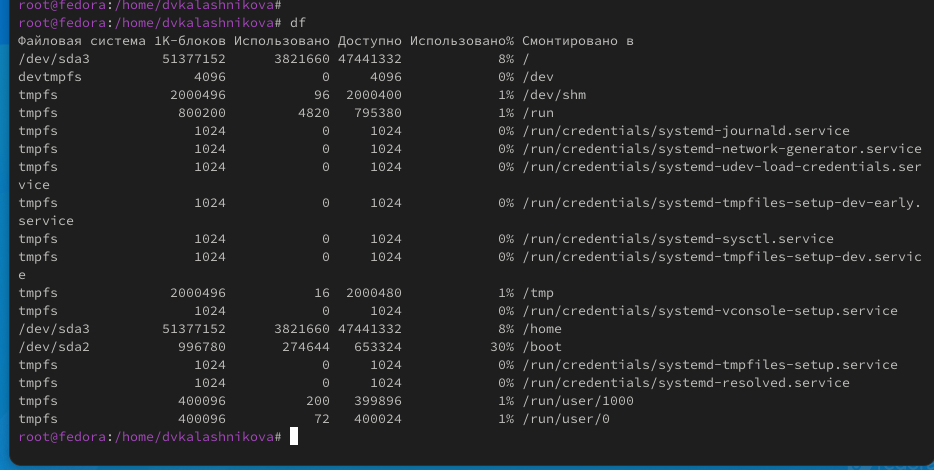 root@fedora:/home/dvkalashnikova#
root@fedora:/home/dvkalashnikova# df
Файловая система 1K-блоков Использовано Доступно Использовано% Смонтировано в
/dev/sda3 51377152 3821660 47441332 8% /
devtmpfs 4096 0 4096 0% /dev
tmpfs 2000496 96 2000400 1% /dev/shm
tmpfs 800200 4820 795380 1% /run
tmpfs 1024 0 1024 0% /run/credentials/systemd-journald.service
tmpfs 1024 0 1024 0% /run/credentials/systemd-network-generator.service
tmpfs 1024 0 1024 0% /run/credentials/systemd-udev-load-credentials.ser
vice
tmpfs 1024 0 1024 0% /run/credentials/systemd-tmpfiles-setup-dev-early.
service
tmpfs 1024 0 1024 0% /run/credentials/systemd-sysctl.service
tmpfs 1024 0 1024 0% /run/credentials/systemd-tmpfiles-setup-dev.servic
e
tmpfs 2000496 16 2000480 1% /tmp
tmpfs 1024 0 1024 0% /run/credentials/systemd-vconsole-setup.service
/dev/sda3 51377152 3821660 47441332 8% /home
/dev/sda2 996780 274644 653324 30% /boot
tmpfs 1024 0 1024 0% /run/credentials/systemd-tmpfiles-setup.service
tmpfs 1024 0 1024 0% /run/credentials/systemd-resolved.service
tmpfs 400096 200 399896 1% /run/user/1000
tmpfs 400096 72 400024 1% /run/user/0
root@fedora:/home/dvkalashnikova#